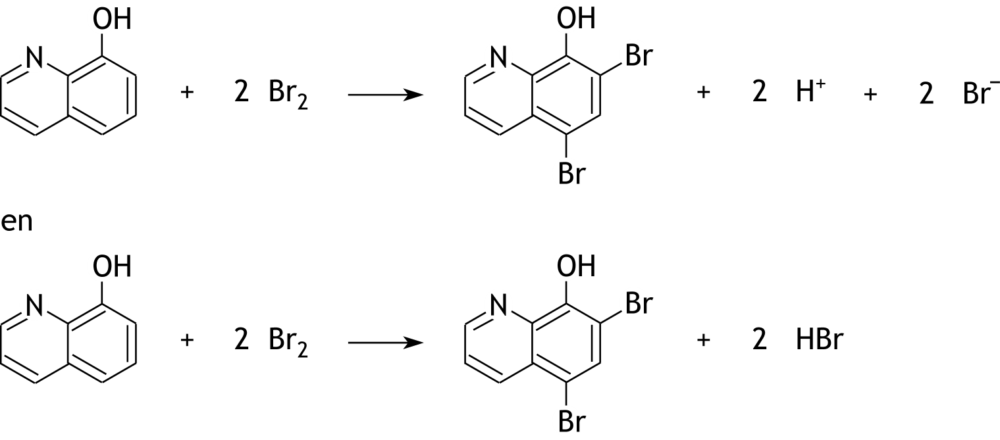 OH OH
N N Br
+ 2 Br₂ + 2 H⁺ + 2 Br⁻
Br
en
OH OH
N N Br
+ 2 Br₂ + 2 HBr
Br